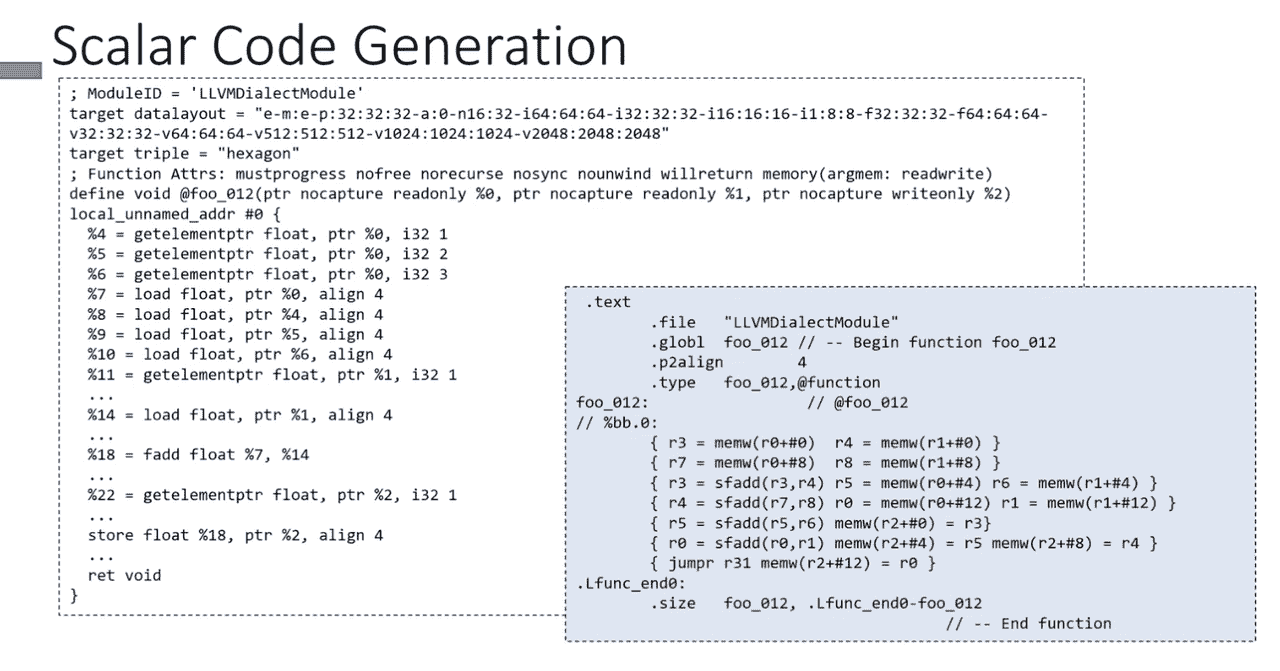 Scalar Code Generation
; ModuleID = 'LLVMDialectModule'
target datalayout = "e-m:e-p:32:32:32-a:0-n16:32-i64:64:64-i32:32:32-i16:16:16-i1:8:8-f32:32:32-f64:64:64-
v32:32:32-v64:64:64-v512:512:512-v1024:1024:1024-v2048:2048:2048"
target triple = "hexagon"
; Function Attrs: mustprogress nofree norecurse nosync nounwind willreturn memory(argmem: readwrite)
define void @foo_012(ptr nocapture readonly %0, ptr nocapture readonly %1, ptr nocapture writeonly %2)
local_unnamed_addr #0 {
%4 = getelementptr float, ptr %0, i32 1
%5 = getelementptr float, ptr %0, i32 2
%6 = getelementptr float, ptr %0, i32 3
%7 = load float, ptr %0, align 4
%8 = load float, ptr %4, align 4
%9 = load float, ptr %5, align 4
%10 = load float, ptr %6, align 4
%11 = getelementptr float, ptr %1, i32 1
...
%14 = load float, ptr %1, align 4
...
%18 = fadd float %7, %14
...
%22 = getelementptr float, ptr %2, i32 1
...
store float %18, ptr %2, align 4
...
ret void
}
.text
.file "LLVMDialectModule"
.globl foo_012 // -- Begin function foo_012
.p2align 4
.type foo_012,@function
foo_012: // @foo_012
// %bb.0:
{ r3 = memw(r0+#0) r4 = memw(r1+#0) }
{ r7 = memw(r0+#8) r8 = memw(r1+#8) }
{ r3 = sfadd(r3,r4) r5 = memw(r0+#4) r6 = memw(r1+#4) }
{ r4 = sfadd(r7,r8) r0 = memw(r0+#12) r1 = memw(r1+#12) }
{ r5 = sfadd(r5,r6) memw(r2+#0) = r3}
{ r0 = sfadd(r0,r1) memw(r2+#4) = r5 memw(r2+#8) = r4 }
{ jumpr r31 memw(r2+#12) = r0 }
.Lfunc_end0:
.size foo_012, .Lfunc_end0-foo_012
// -- End function